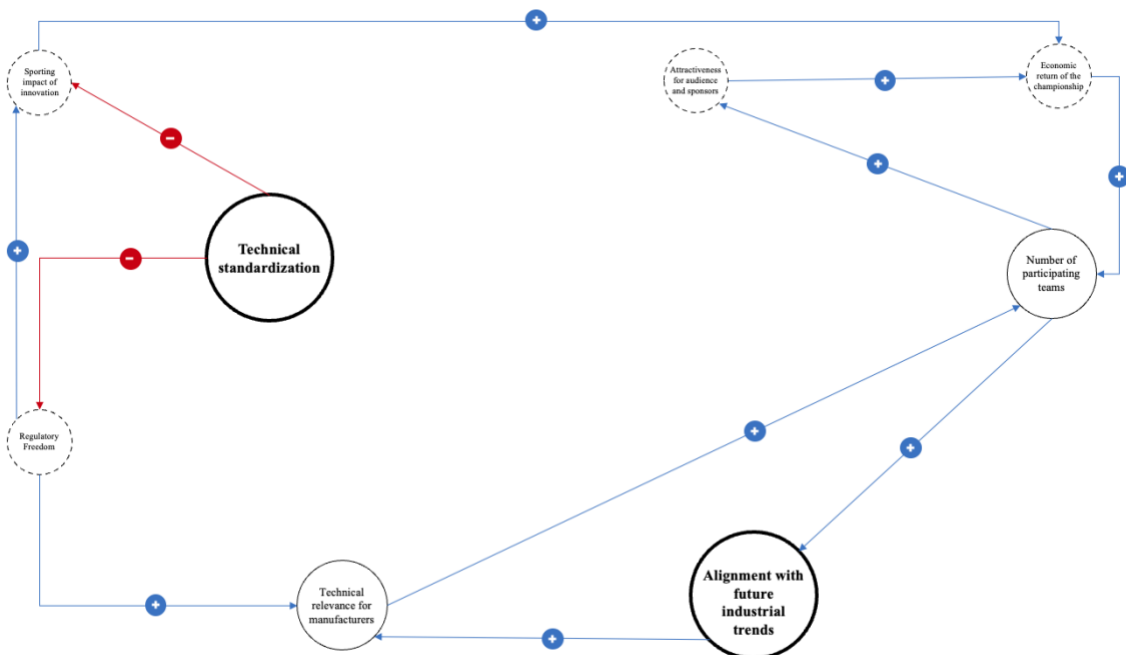 +
Sporting
impact of
innovation
Attractiveness
for audience
and sponsors
+
Economic
return of the
championship
−
+
+
Technical
standardization
+
−
Number of
participating
teams
Regulatory
Freedom
+
+
Technical
relevance for
manufacturers
+
Alignment with
future
industrial
trends
+